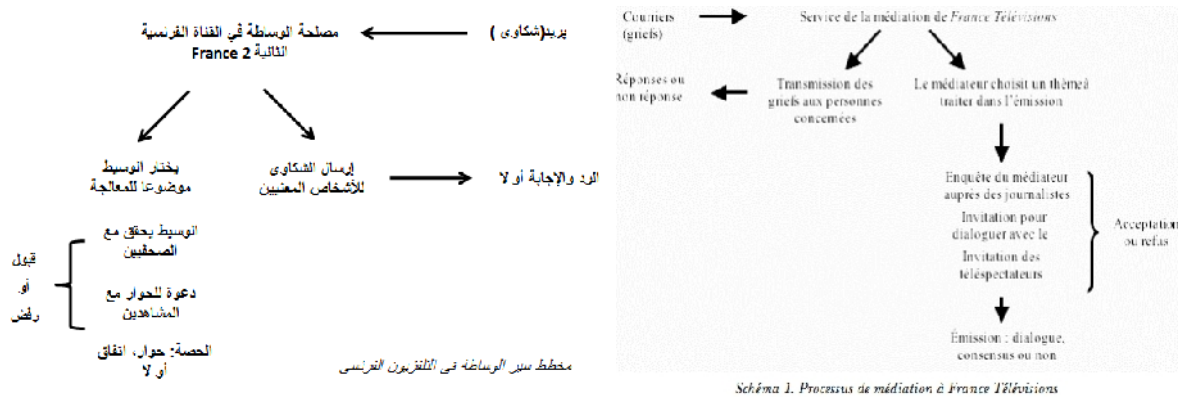 بريد(شكاوى )
مصلحة الوساطة في القناة الفرنسية
الثانية France 2
يختار الوسيط
موضوعا للمعالجة
إرسال الشكاوى
للأشخاص المعنيين
الرد والإجابة أو لا
الوسيط يحقق مع
الصحفيين
دعوة للحوار مع
المشاهدين
قبول
أو
رفض
الحصة: حوار، اتفاق
أو لا
مخطط سير الوساطة في التلفزيون الفرنسي
Courriers
(griefs)
Service de la médiation de France Télévisions
Réponses ou
non réponse
Transmission des
griefs aux personnes
concernées
Le médiateur choisit un thème à
traiter dans l'émission
Enquête du médiateur
auprès des journalistes
Invitation pour
dialoguer avec le
Invitation des
téléspectateurs
Acceptation
ou refus
Émission : dialogue,
consensus ou non
Schéma 1. Processus de médiation à France Télévisions